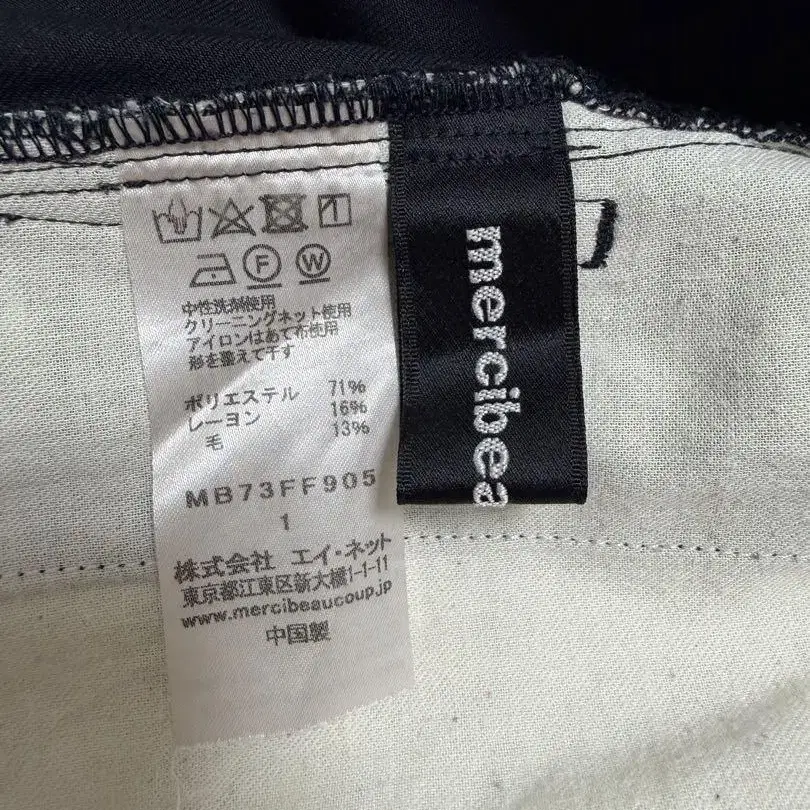 F W
中性洗剤使用
クリーニングネット使用
アイロンはあて布使用
形を整えて干す
ポリエステル 71%
レーヨン 16%
毛 13%
MB73FF905
1
株式会社 エイ・ネット
東京都江東区新大橋1-1-11
www.mercibeaucoup.jp
中国製
mercibea